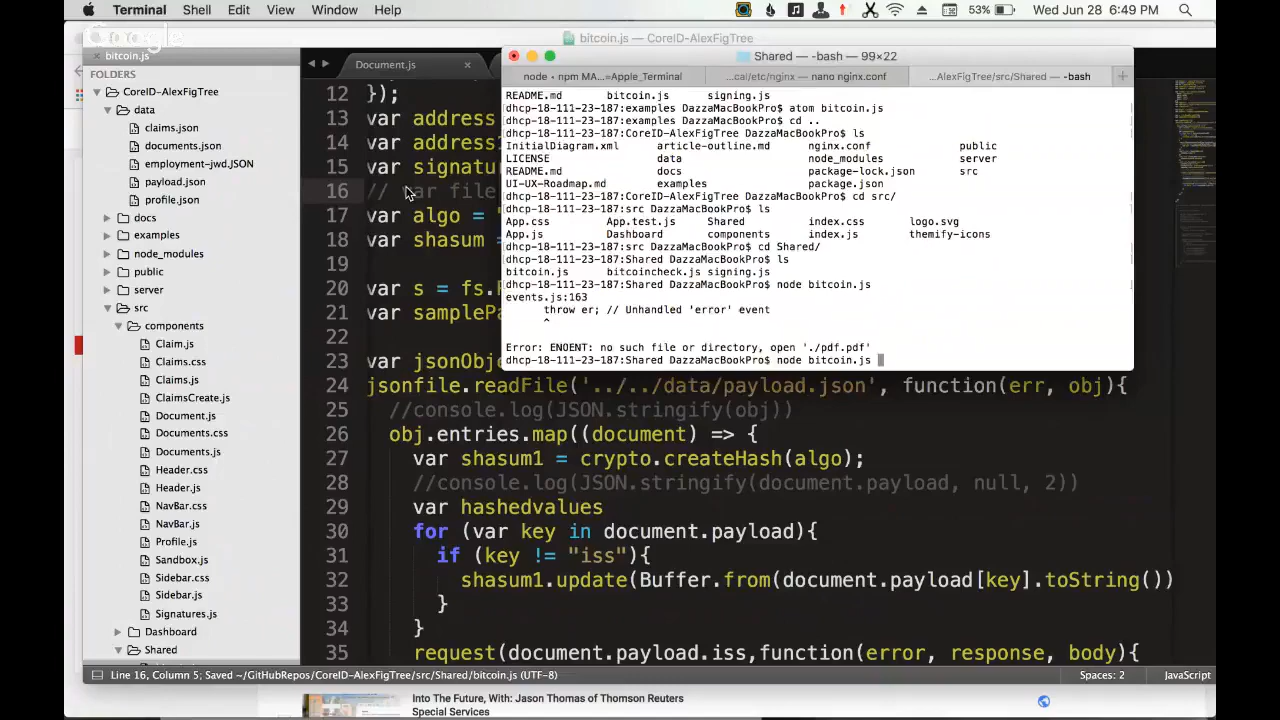 Terminal Shell Edit View Window Help
53% Wed Jun 28 6:49 PM
Google
bitcoin.js — CoreID-AlexFigTree
bitcoin.js
Document.js
FOLDERS
CoreID-AlexFigTree
data
claims.json
documents.json
employment-jwd.JSON
payload.json
profile.json
docs
examples
node_modules
public
server
src
components
Claim.js
Claims.css
Claims.js
ClaimsCreate.js
Document.js
Documents.css
Documents.js
Header.css
Header.js
NavBar.css
NavBar.js
Profile.js
Sandbox.js
Sidebar.css
Sidebar.js
Signatures.js
Dashboard
Shared
12 });
13 var address
14 var address
15 var signatur
16 // var file
17 var algo = 
18 var shasum =
19
20 var s = fs.
21 var samplePa
22
23 var jsonObje
24 jsonfile.readFile('../../data/payload.json', function(err, obj){
25 //console.log(JSON.stringify(obj))
26 obj.entries.map((document) => {
27 var shasum1 = crypto.createHash(algo);
28 //console.log(JSON.stringify(document.payload, null, 2))
29 var hashedvalues
30 for (var key in document.payload){
31 if (key != "iss"){
32 shasum1.update(Buffer.from(document.payload[key].toString())
33 }
34 }
35 request(document.payload.iss,function(error, response, body){
Shared — -bash — 99×22
node • npm MA...=Apple_Terminal ...cal/etc/nginx — nano nginx.conf ...AlexFigTree/src/Shared — -bash
README.md bitcoin.js signing.js
dhcp-18-111-23-187:examples DazzaMacBookPro$ atom bitcoin.js
dhcp-18-111-23-187:examples DazzaMacBookPro$ cd ..
dhcp-18-111-23-187:CoreID-AlexFigTree DazzaMacBookPro$ ls
InitialDiagram.xml article-outline.md nginx.conf public
LICENSE data node_modules server
README.md docs package-lock.json src
UI-UX-Roadmap.md examples package.json
dhcp-18-111-23-187:CoreID-AlexFigTree DazzaMacBookPro$ cd src/
dhcp-18-111-23-187:src DazzaMacBookPro$ ls
App.css App.test.js Shared index.css logo.svg
App.js Dashboard components index.js themify-icons
dhcp-18-111-23-187:src DazzaMacBookPro$ cd Shared/
dhcp-18-111-23-187:Shared DazzaMacBookPro$ ls
bitcoin.js bitcoincheck.js signing.js
dhcp-18-111-23-187:Shared DazzaMacBookPro$ node bitcoin.js
events.js:163
throw er; // Unhandled 'error' event
^
Error: ENOENT: no such file or directory, open './pdf.pdf'
dhcp-18-111-23-187:Shared DazzaMacBookPro$ node bitcoin.js
Line 16, Column 5; Saved ~/GitHubRepos/CoreID-AlexFigTree/src/Shared/bitcoin.js (UTF-8)
Spaces: 2 JavaScript
Into The Future, With: Jason Thomas of Thomson Reuters
Special Services